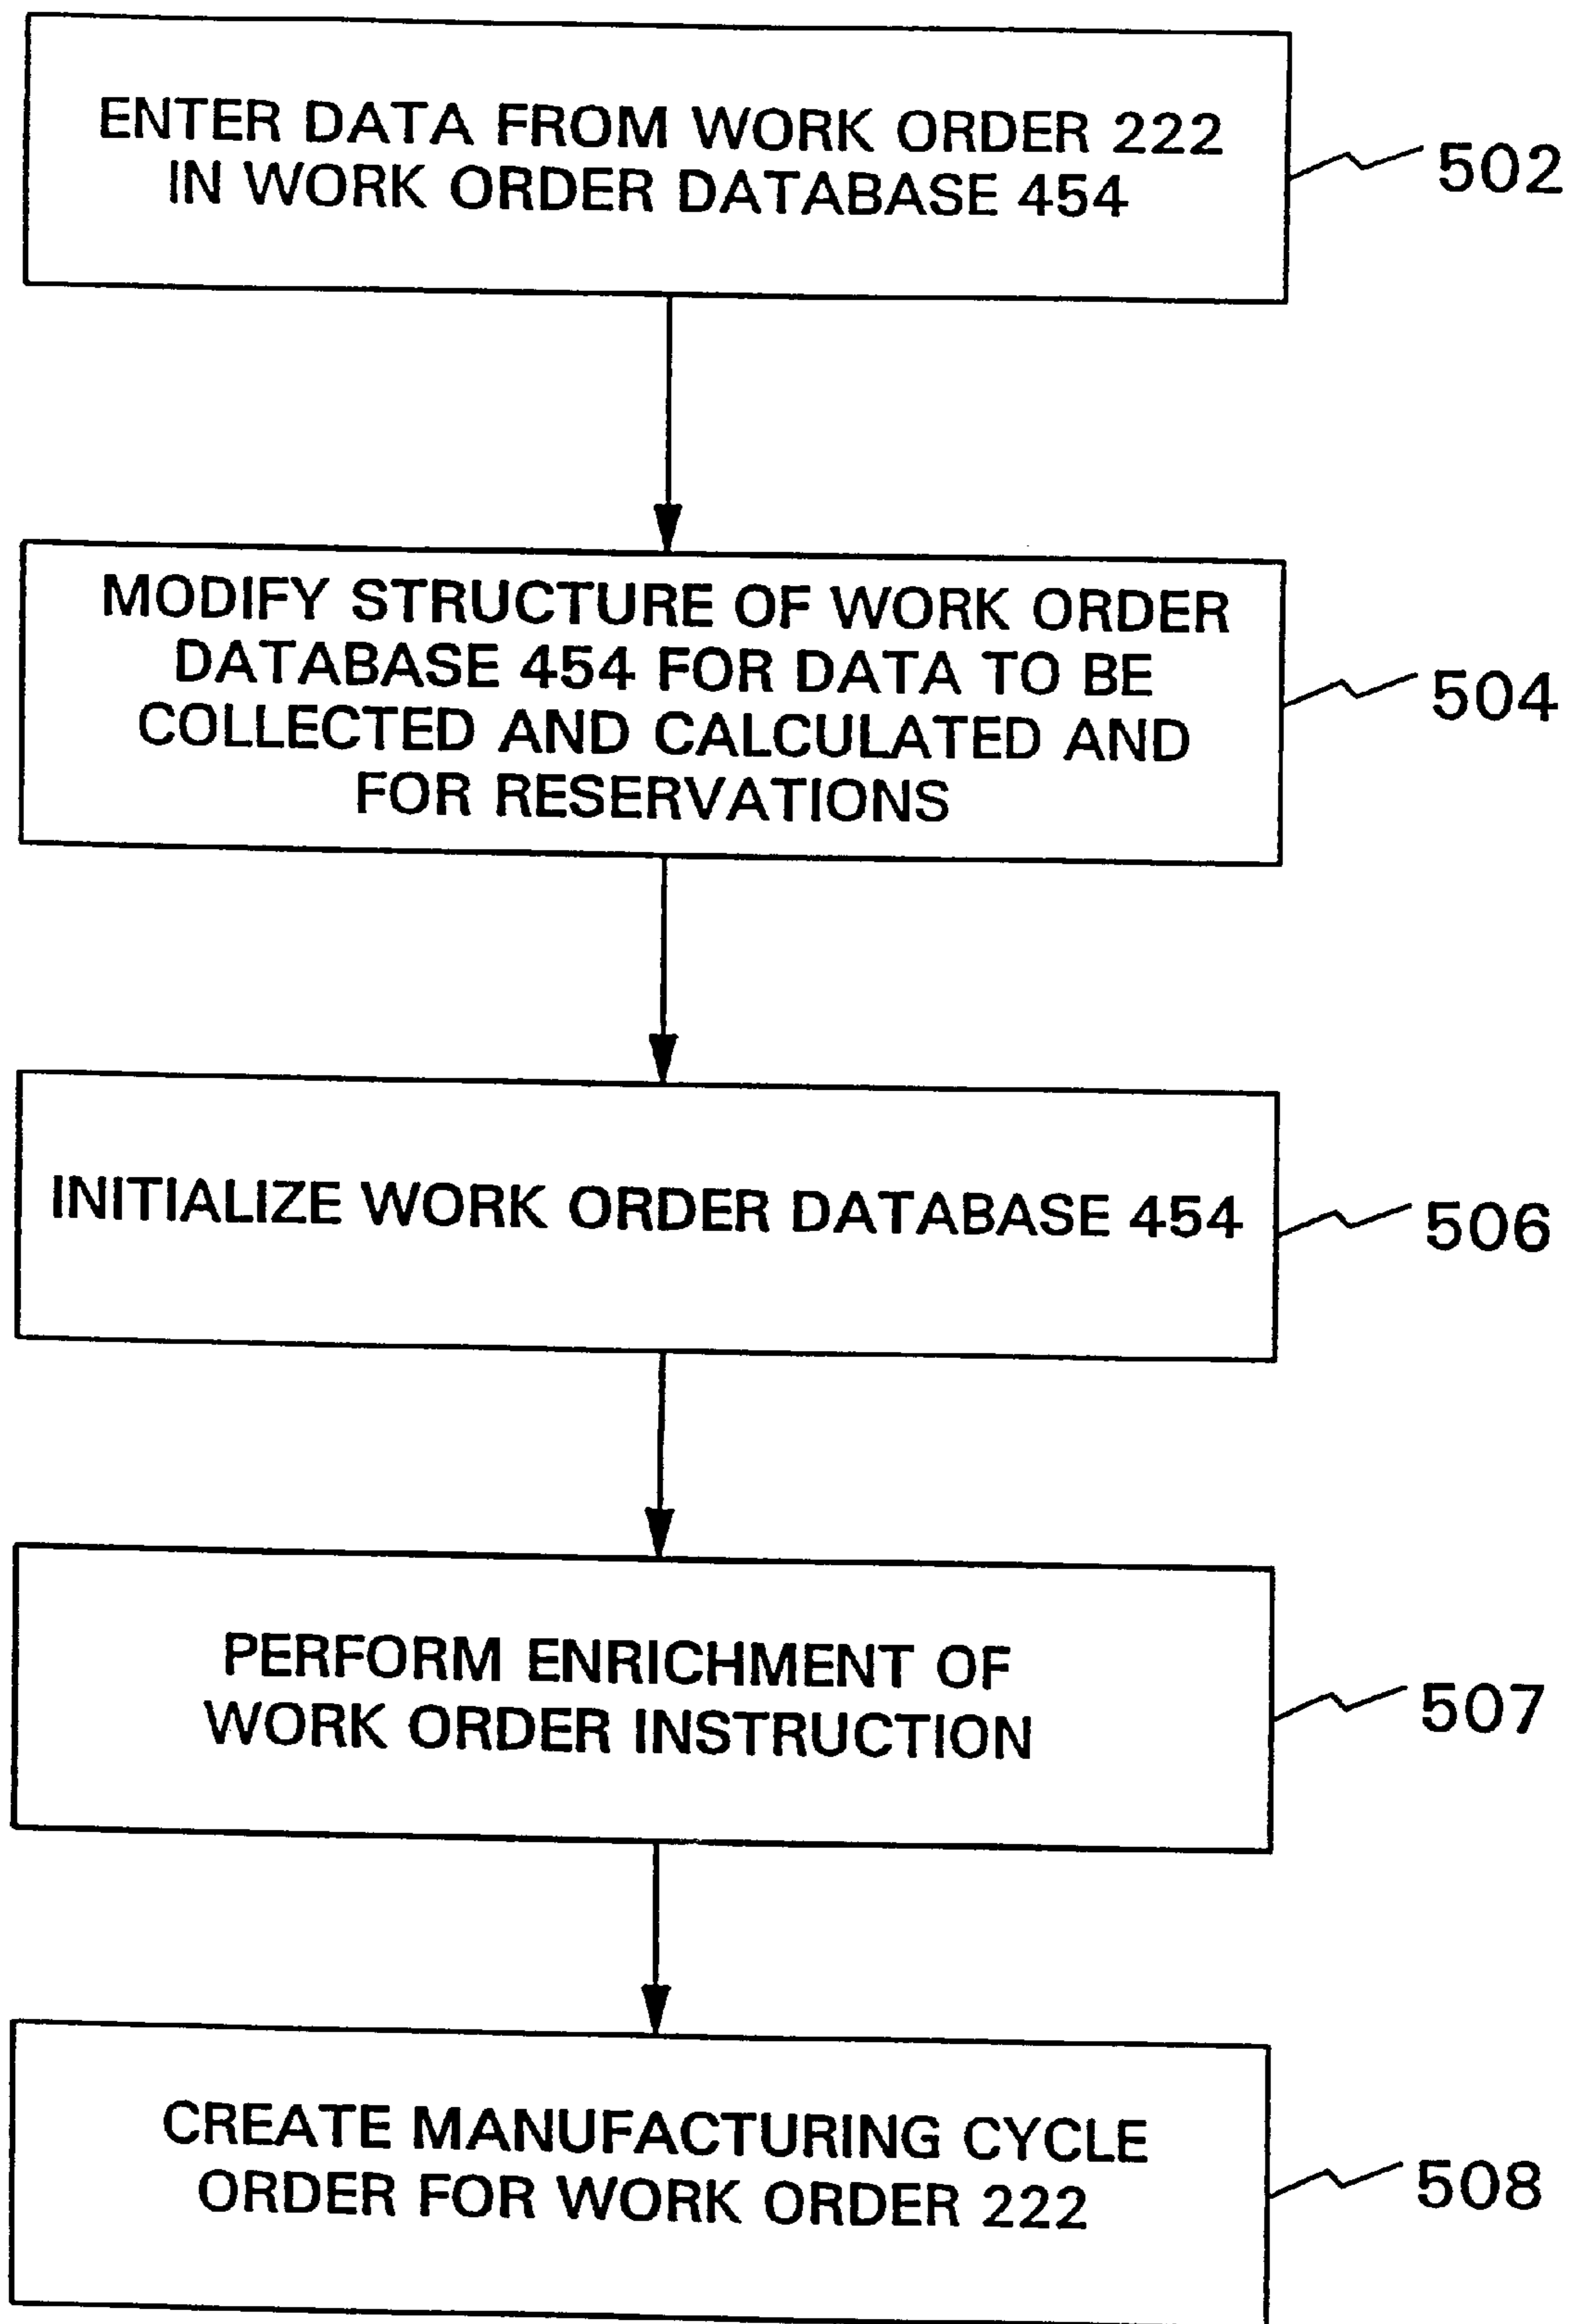 ENTER DATA FROM WORK ORDER 222
IN WORK ORDER DATABASE 454
502
MODIFY STRUCTURE OF WORK ORDER
DATABASE 454 FOR DATA TO BE
COLLECTED AND CALCULATED AND
FOR RESERVATIONS
504
INITIALIZE WORK ORDER DATABASE 454
506
PERFORM ENRICHMENT OF
WORK ORDER INSTRUCTION
507
CREATE MANUFACTURING CYCLE
ORDER FOR WORK ORDER 222
508